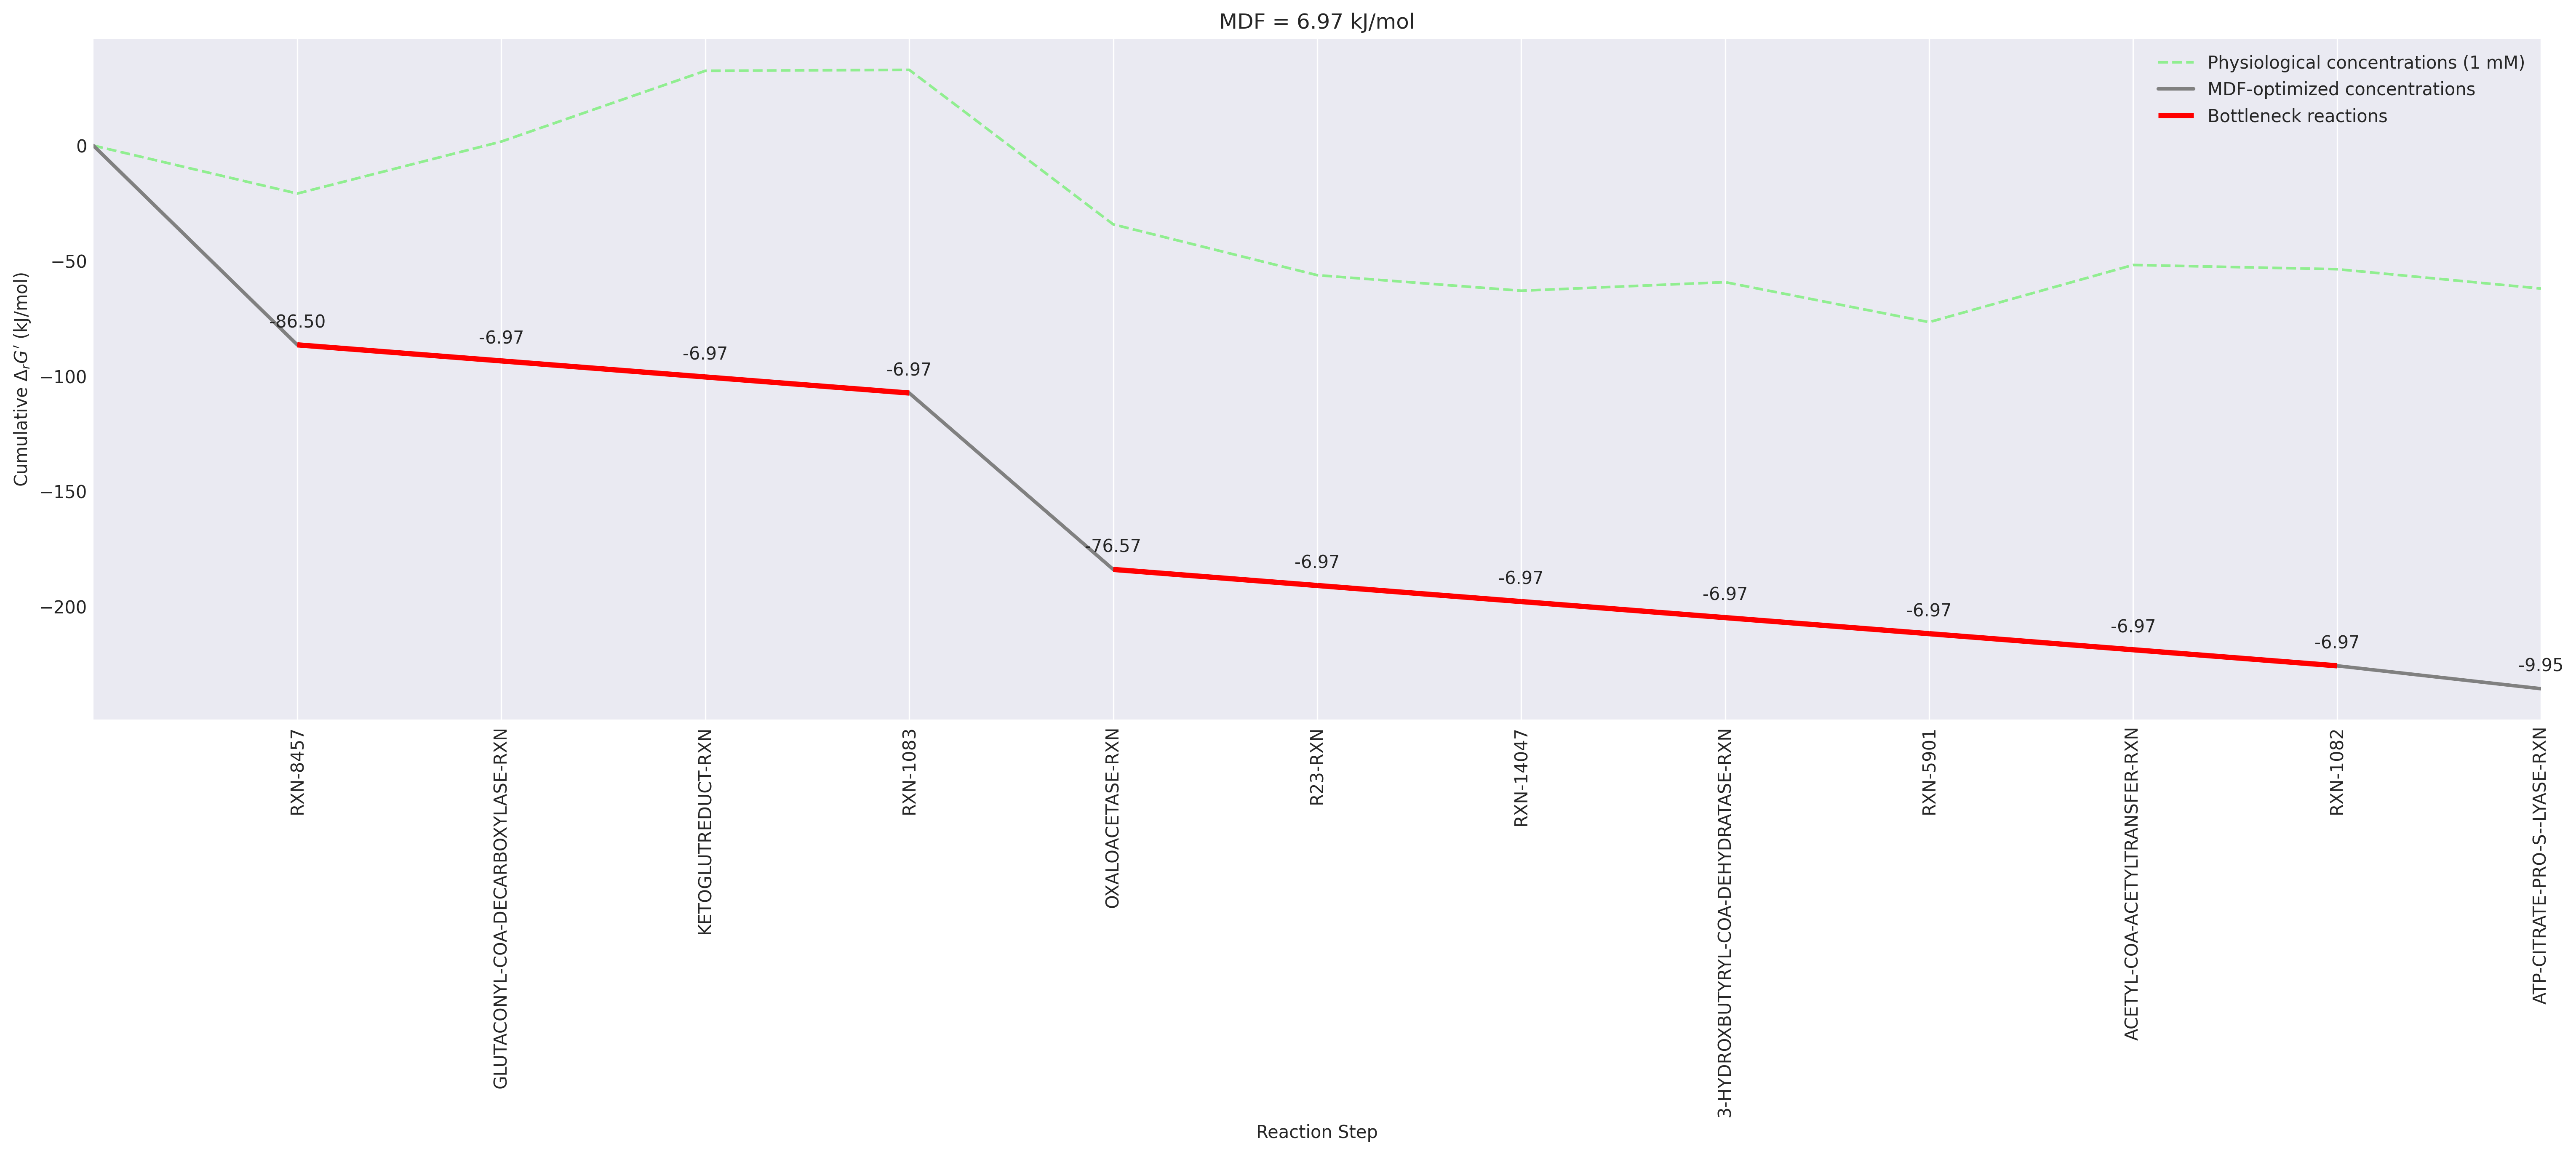 MDF = 6.97 kJ/mol
Physiological concentrations (1 mM)
MDF-optimized concentrations
Bottleneck reactions
Cumulative ΔrG′ (kJ/mol)
0
−50
−100
−150
−200
-86.50
-6.97
-6.97
-6.97
-76.57
-6.97
-6.97
-6.97
-6.97
-6.97
-6.97
-9.95
RXN-8457
GLUTACONYL-COA-DECARBOXYLASE-RXN
KETOGLUTREDUCT-RXN
RXN-1083
OXALOACETASE-RXN
R23-RXN
RXN-14047
3-HYDROXBUTYRYL-COA-DEHYDRATASE-RXN
RXN-5901
ACETYL-COA-ACETYLTRANSFER-RXN
RXN-1082
ATP-CITRATE-PRO-S--LYASE-RXN
Reaction Step